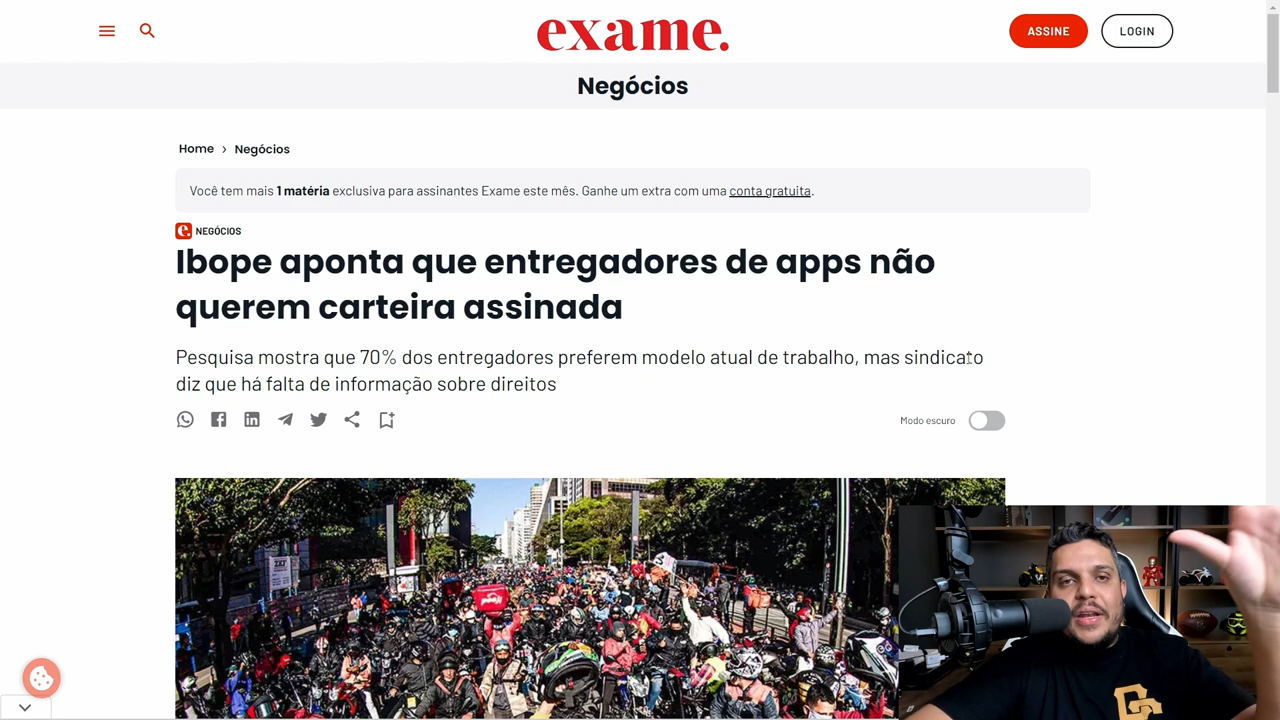 exame.
ASSINE
LOGIN
Negócios
Home › Negócios
Você tem mais 1 matéria exclusiva para assinantes Exame este mês. Ganhe um extra com uma conta gratuita.
NEGÓCIOS
Ibope aponta que entregadores de apps não
querem carteira assinada
Pesquisa mostra que 70% dos entregadores preferem modelo atual de trabalho, mas sindicato
diz que há falta de informação sobre direitos
Modo escuro